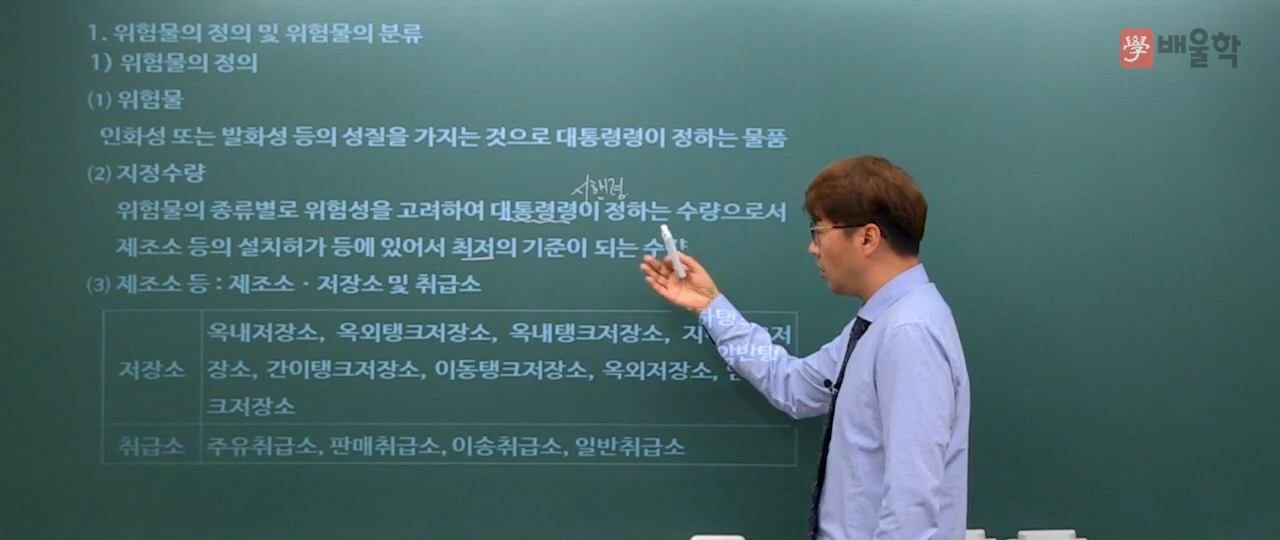 學 배울학
1. 위험물의 정의 및 위험물의 분류
1) 위험물의 정의
(1) 위험물
인화성 또는 발화성 등의 성질을 가지는 것으로 대통령령이 정하는 물품
(2) 지정수량
시행령
위험물의 종류별로 위험성을 고려하여 대통령령이 정하는 수량으로서
제조소 등의 설치허가 등에 있어서 최저의 기준이 되는 수량
(3) 제조소 등 : 제조소 · 저장소 및 취급소
옥내저장소, 옥외탱크저장소, 옥내탱크저장소, 지하탱크저
저장소 장소, 간이탱크저장소, 이동탱크저장소, 옥외저장소, 암반탱
크저장소
취급소 주유취급소, 판매취급소, 이송취급소, 일반취급소